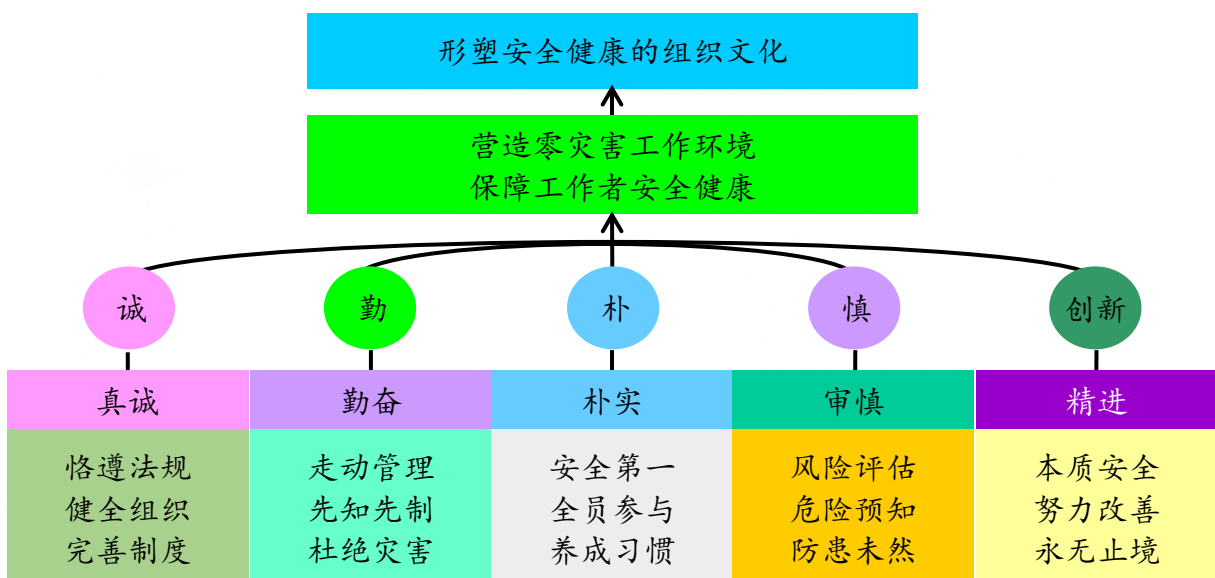 形塑安全健康的组织文化
营造零灾害工作环境
保障工作者安全健康
诚
勤
朴
慎
创新
真诚
勤奋
朴实
审慎
精进
恪遵法规
健全组织
完善制度
走动管理
先知先制
杜绝灾害
安全第一
全员参与
养成习惯
风险评估
危险预知
防患未然
本质安全
努力改善
永无止境